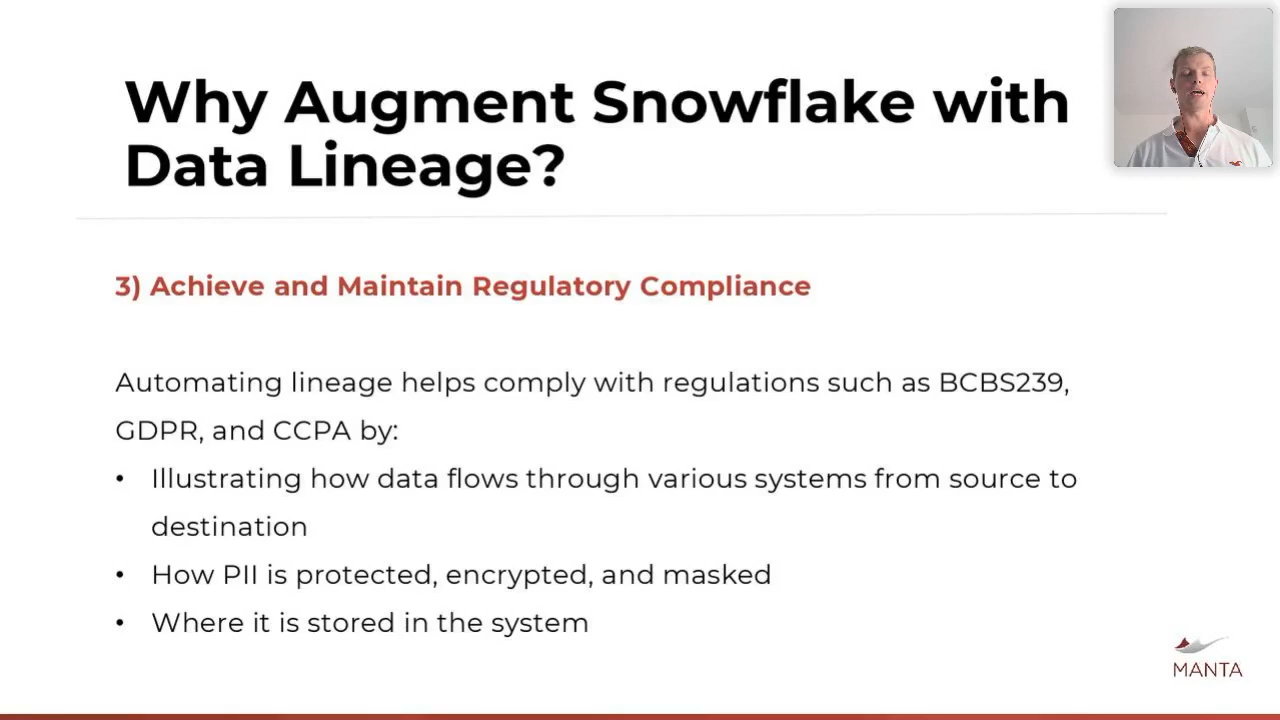 Why Augment Snowflake with
Data Lineage?
3) Achieve and Maintain Regulatory Compliance
Automating lineage helps comply with regulations such as BCBS239,
GDPR, and CCPA by:
• Illustrating how data flows through various systems from source to
destination
• How PII is protected, encrypted, and masked
• Where it is stored in the system
MANTA